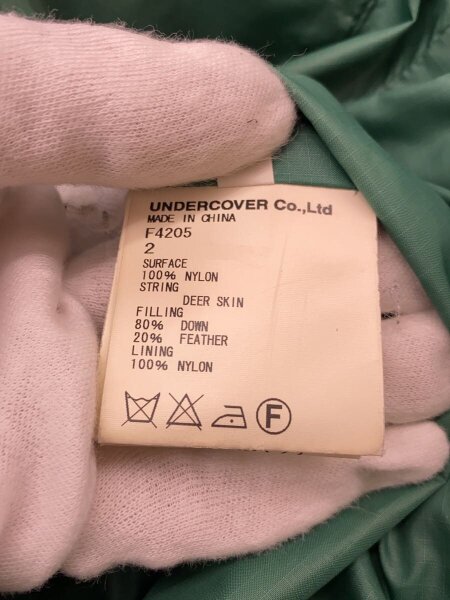 UNDERCOVER Co.,Ltd
MADE IN CHINA
F4205
2
SURFACE
100% NYLON
STRING
DEER SKIN
FILLING
80% DOWN
20% FEATHER
LINING
100% NYLON
F